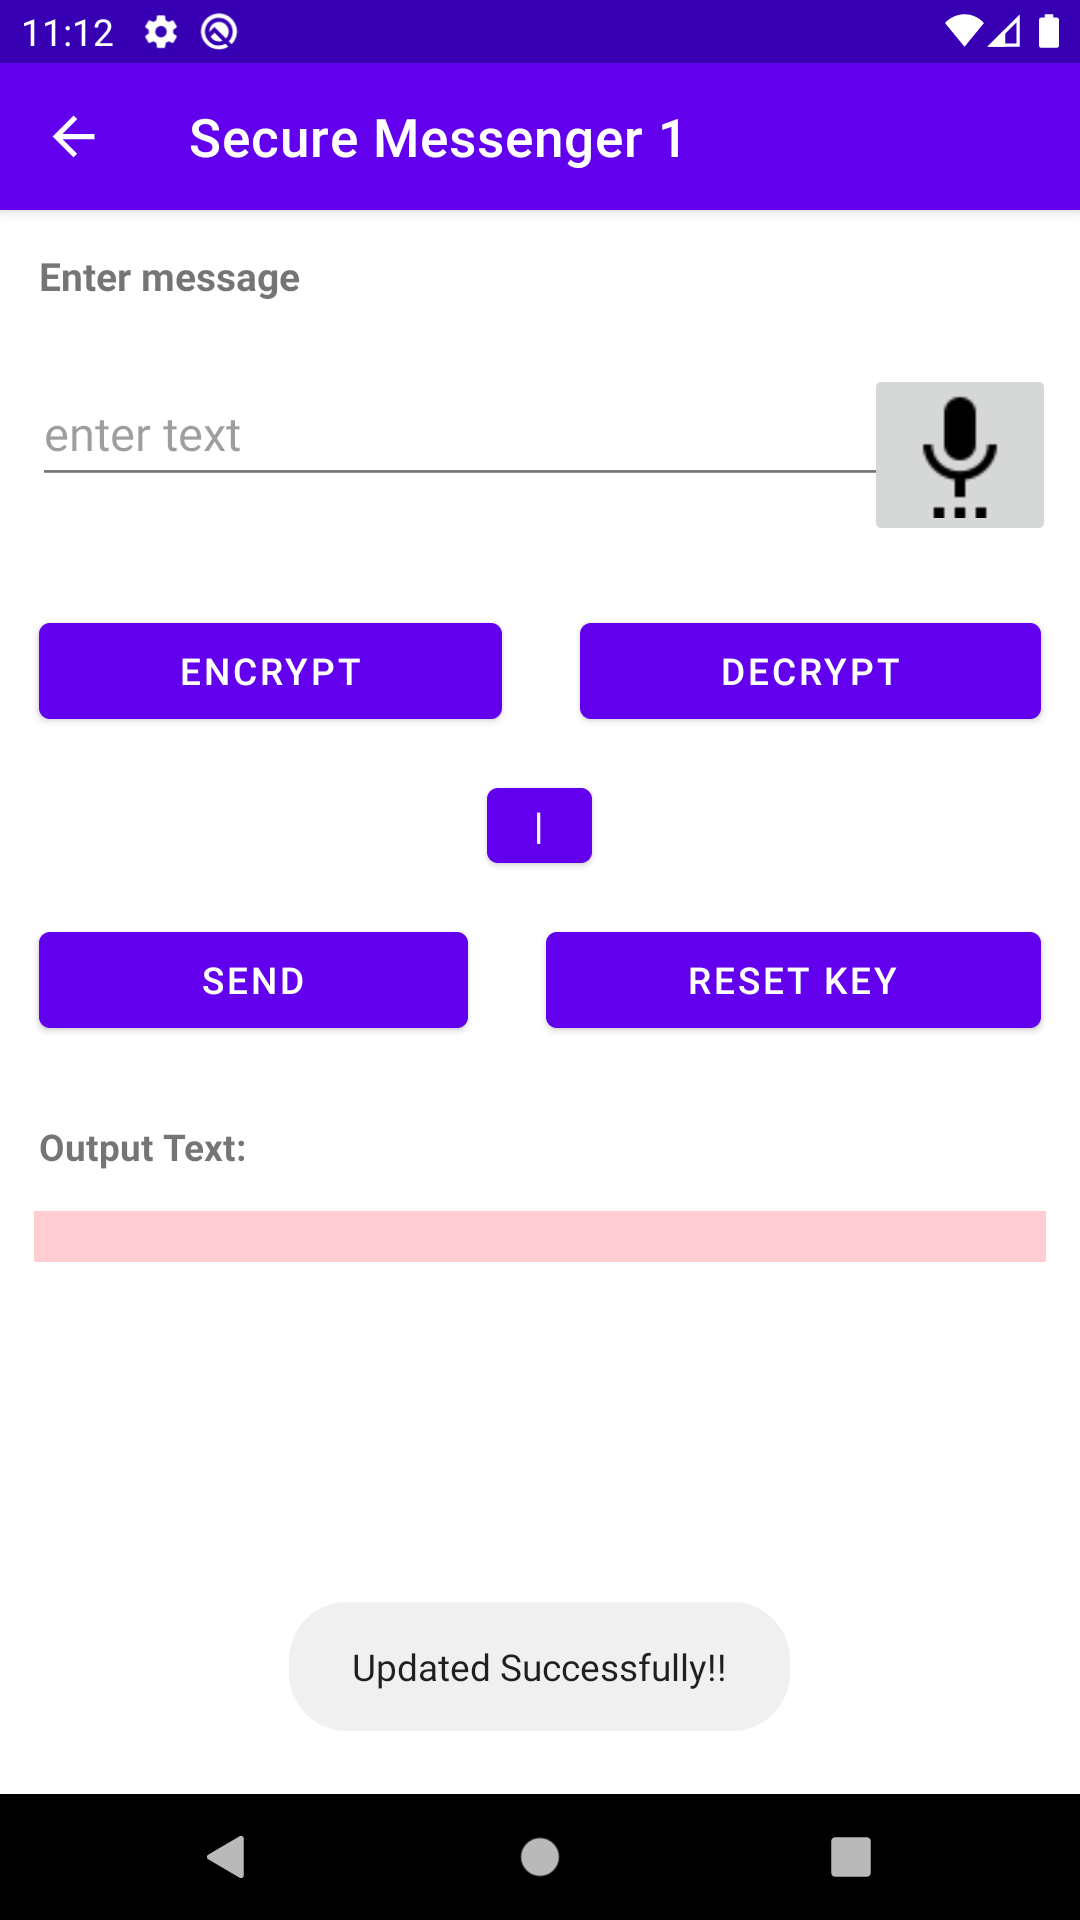 11:12
Secure Messenger 1
Enter message
enter text
ENCRYPT DECRYPT
|
SEND RESET KEY
Output Text:
Updated Successfully!!